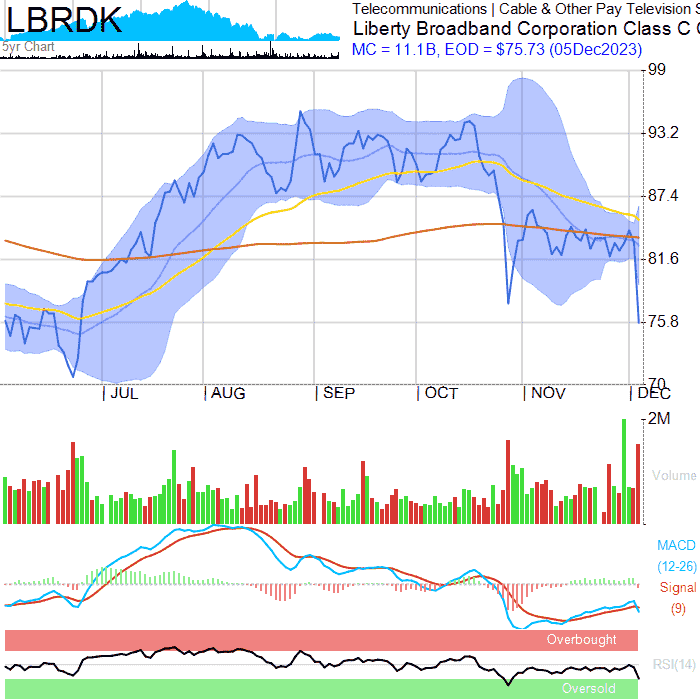 LBRDK
5yr Chart
Telecommunications | Cable & Other Pay Television S
Liberty Broadband Corporation Class C
MC = 11.1B, EOD = $75.73 (05Dec2023)
99
93.2
87.4
81.6
75.8
70
JUL AUG SEP OCT NOV DEC
2M
Volume
MACD
(12-26)
Signal
(9)
Overbought
RSI(14)
Oversold